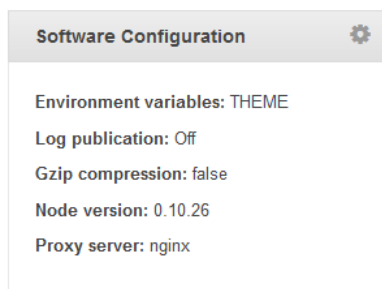 Software Configuration
Environment variables: THEME
Log publication: Off
Gzip compression: false
Node version: 0.10.26
Proxy server: nginx